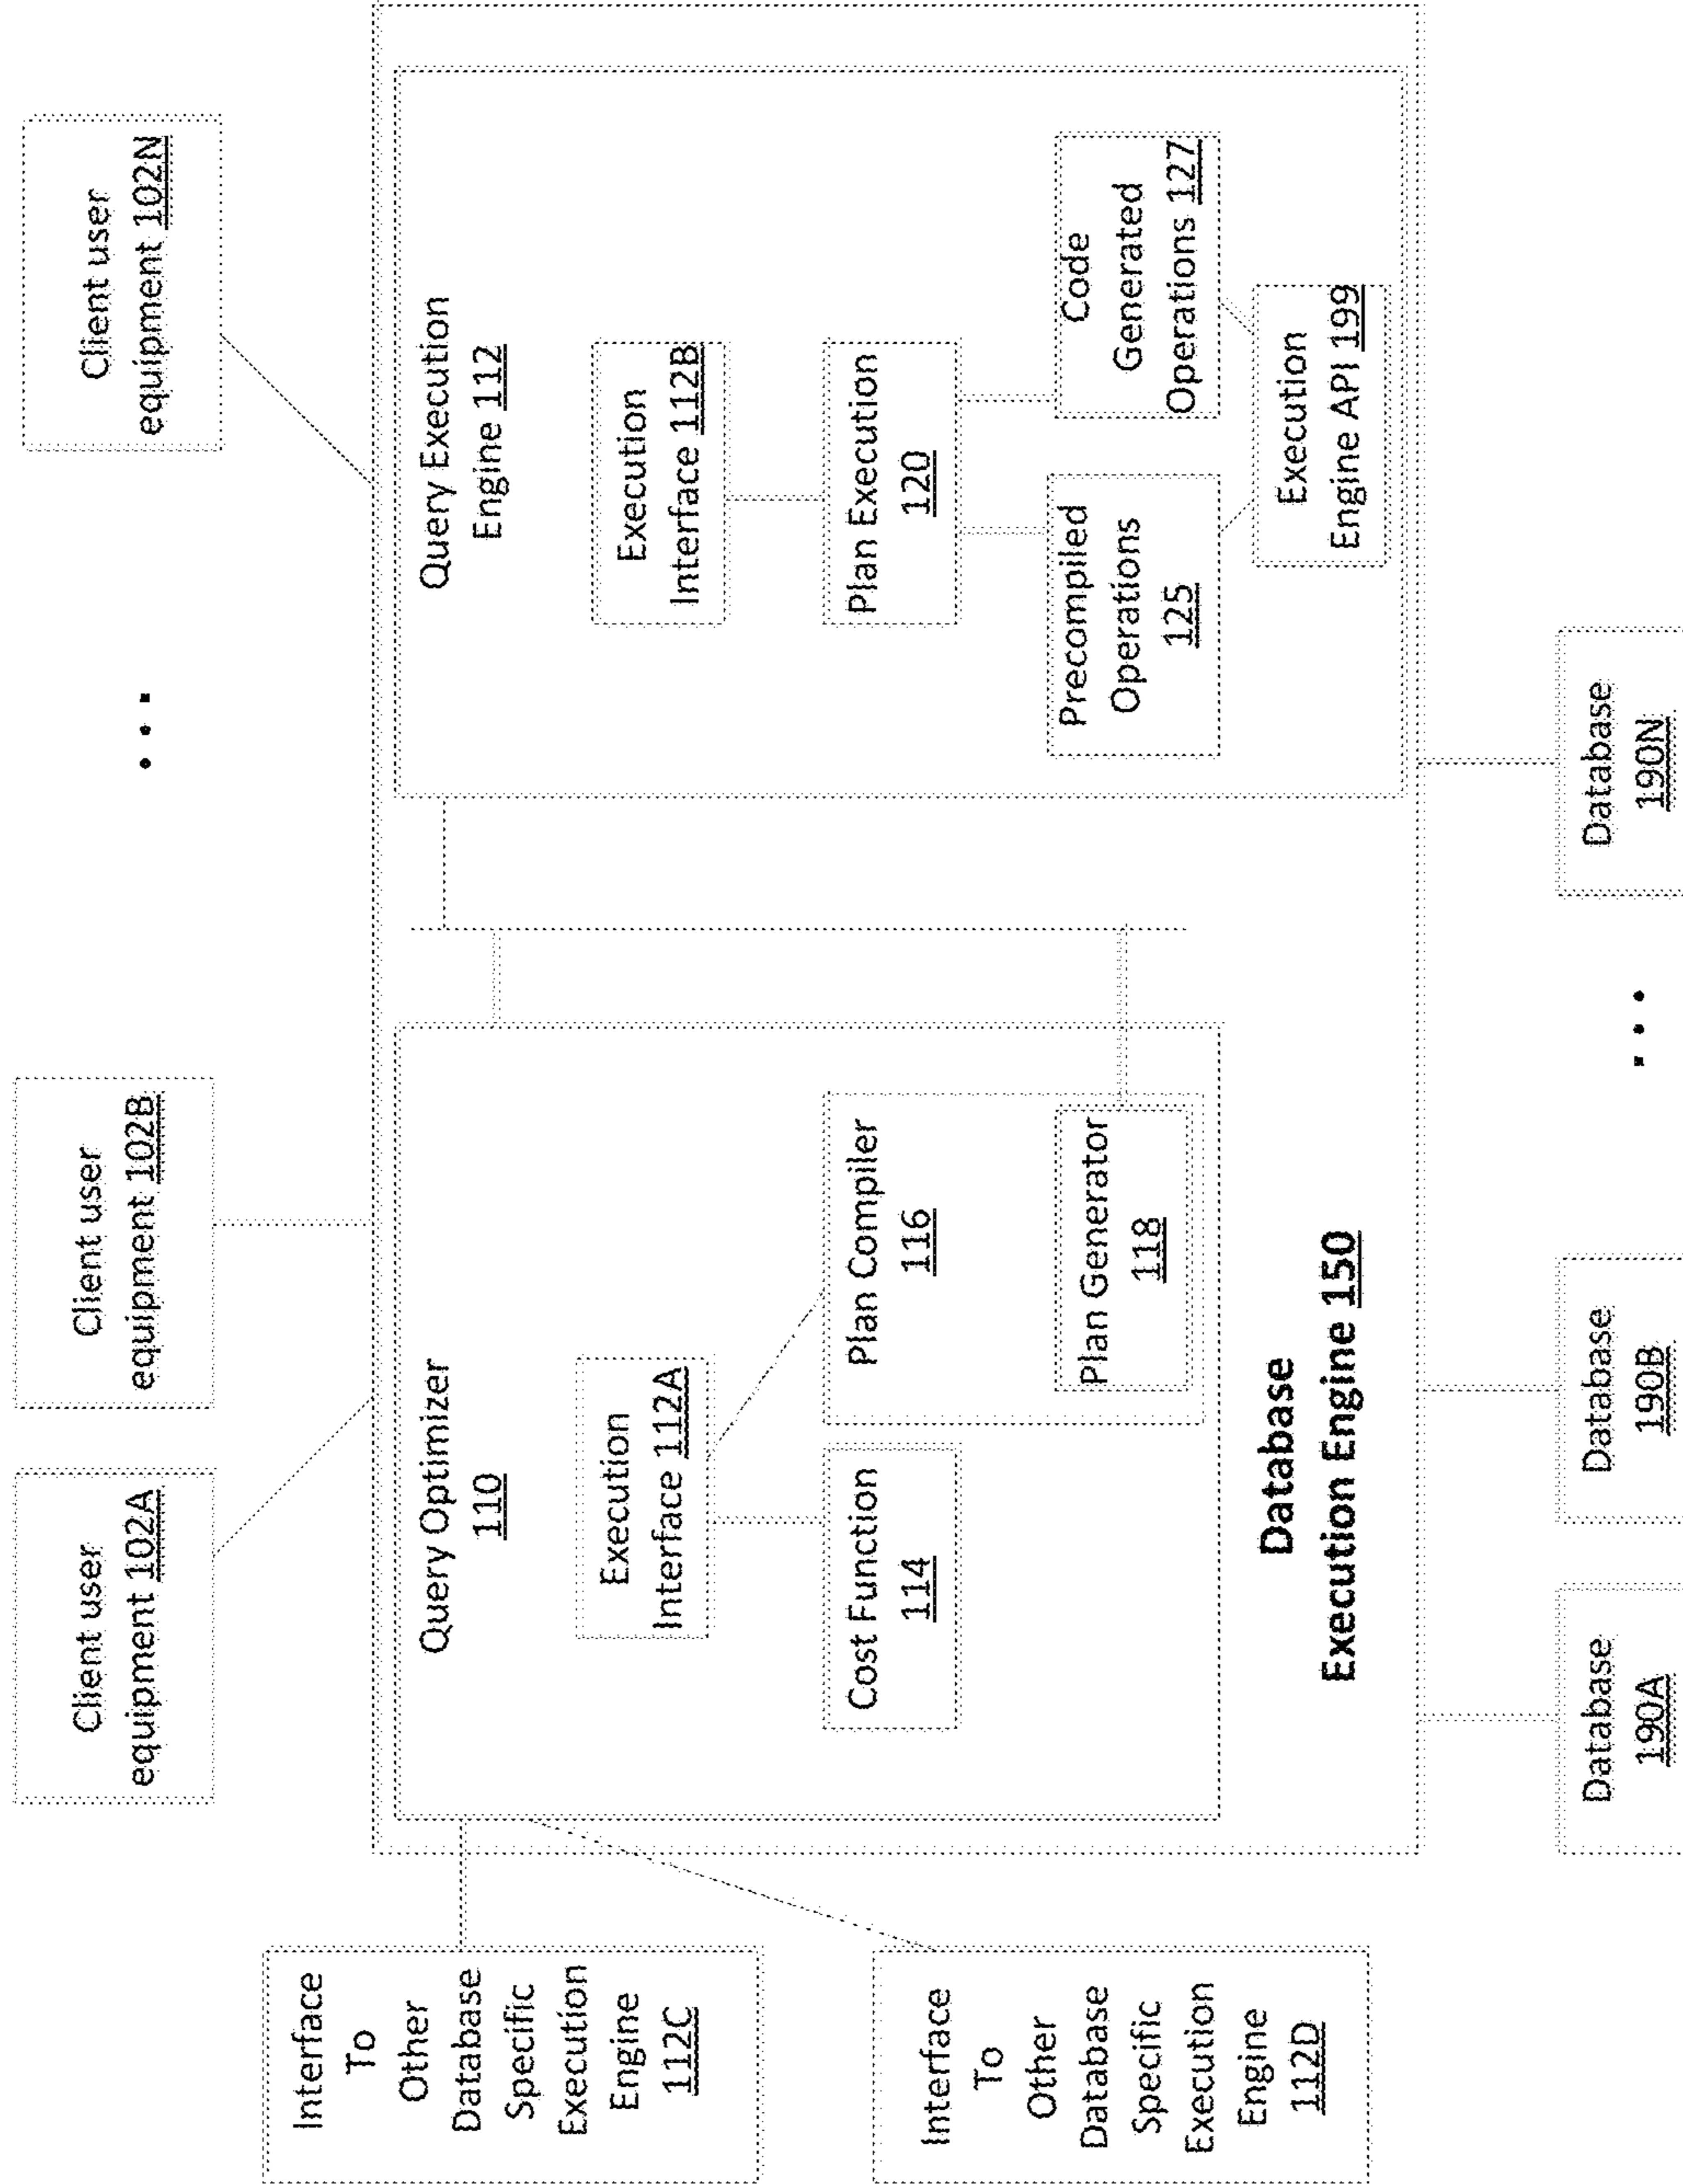 Client user
equipment 102A
Client user
equipment 102B
• • •
Client user
equipment 102N
Interface
To
Other
Database
Specific
Execution
Engine
112C
Interface
To
Other
Database
Specific
Execution
Engine
112D
Query Optimizer
110
Execution
Interface 112A
Cost Function
114
Plan Compiler
116
Plan Generator
118
Database
Execution Engine 150
Query Execution
Engine 112
Execution
Interface 112B
Plan Execution
120
Precompiled
Operations
125
Code
Generated
Operations 127
Execution
Engine API 199
Database
190A
Database
190B
• • •
Database
190N